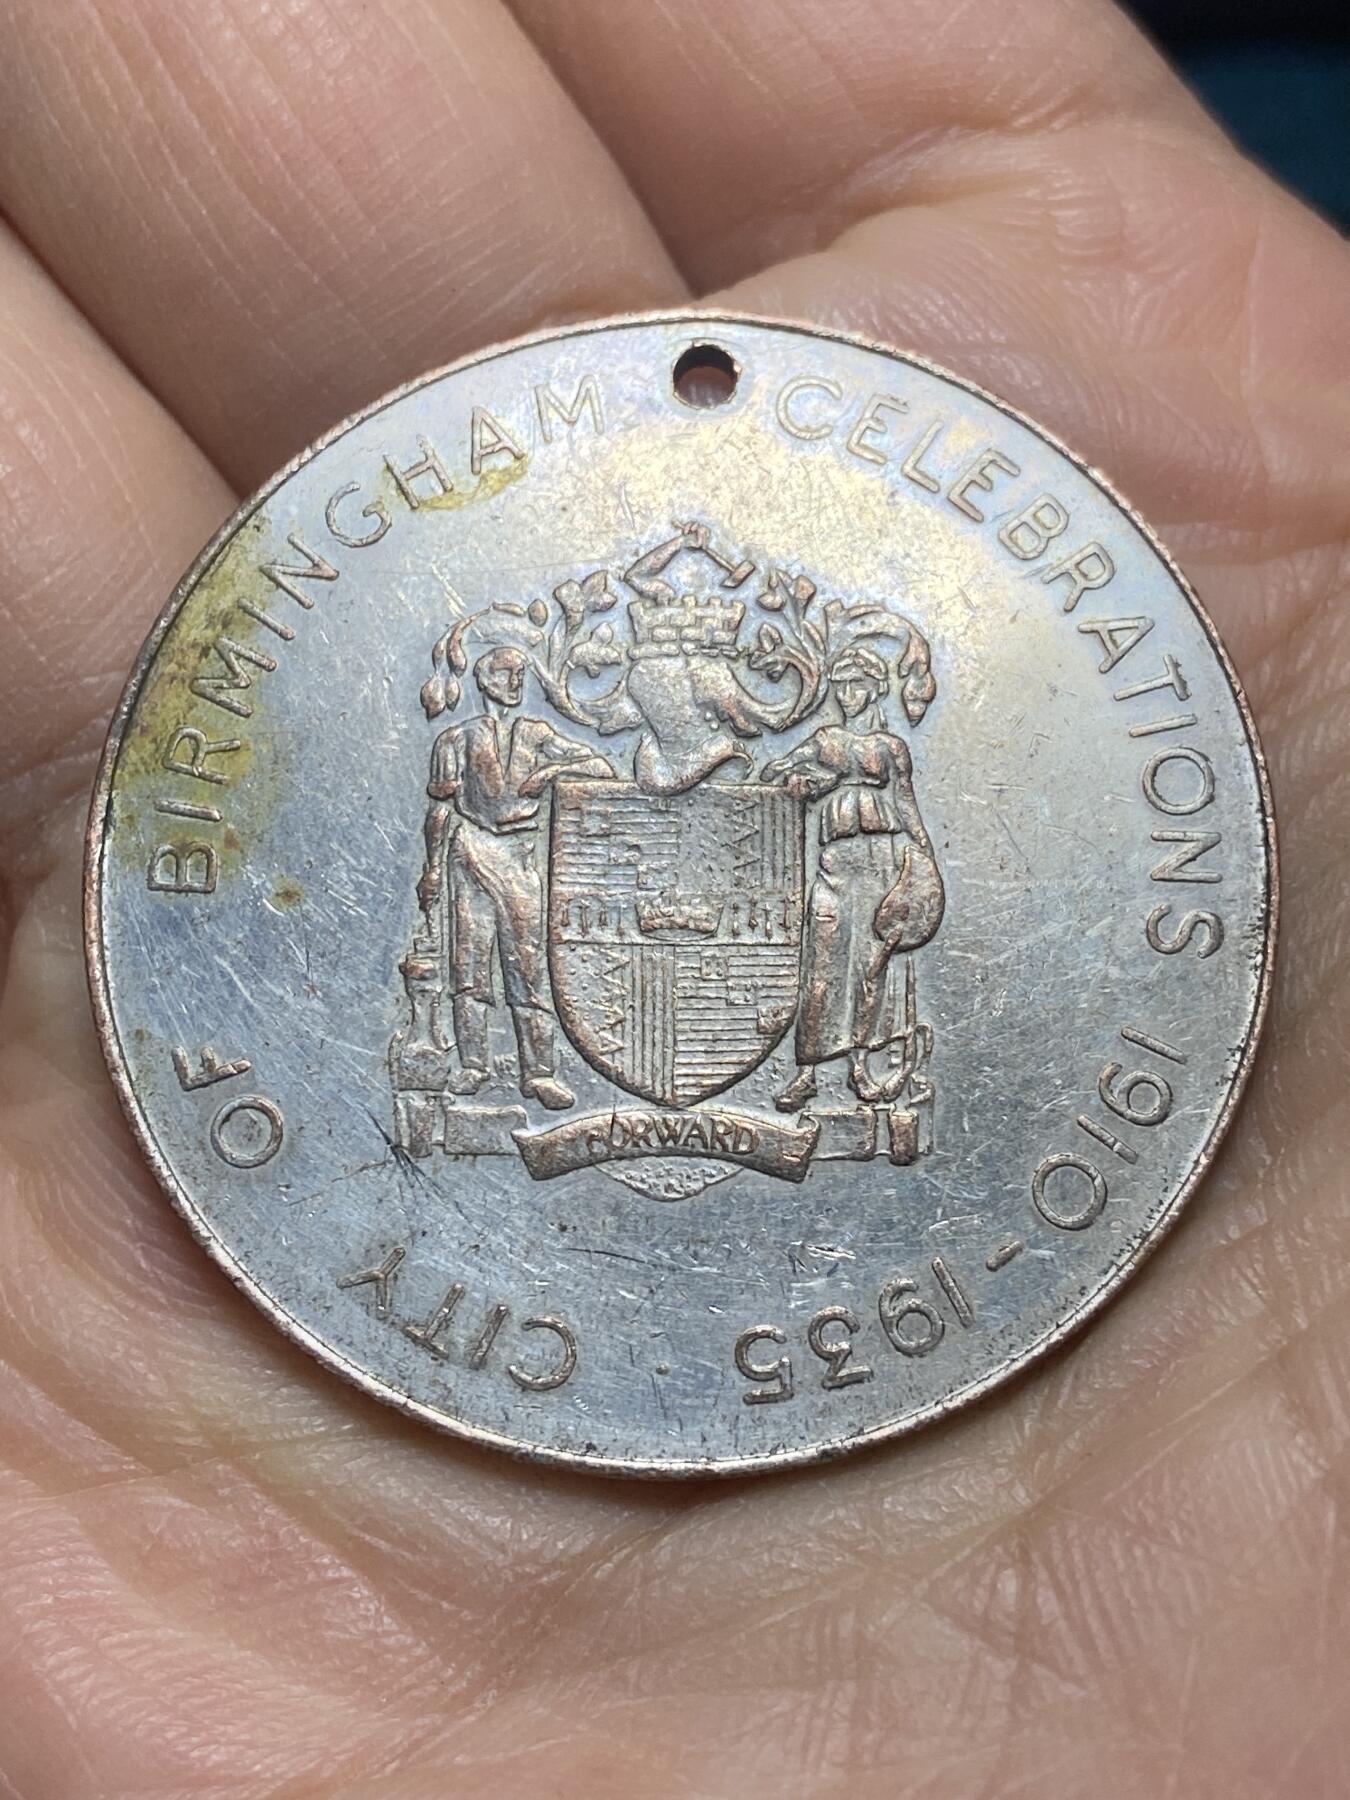 CITY OF BIRMINGHAM CELEBRATIONS 1910-1935
FORWARD